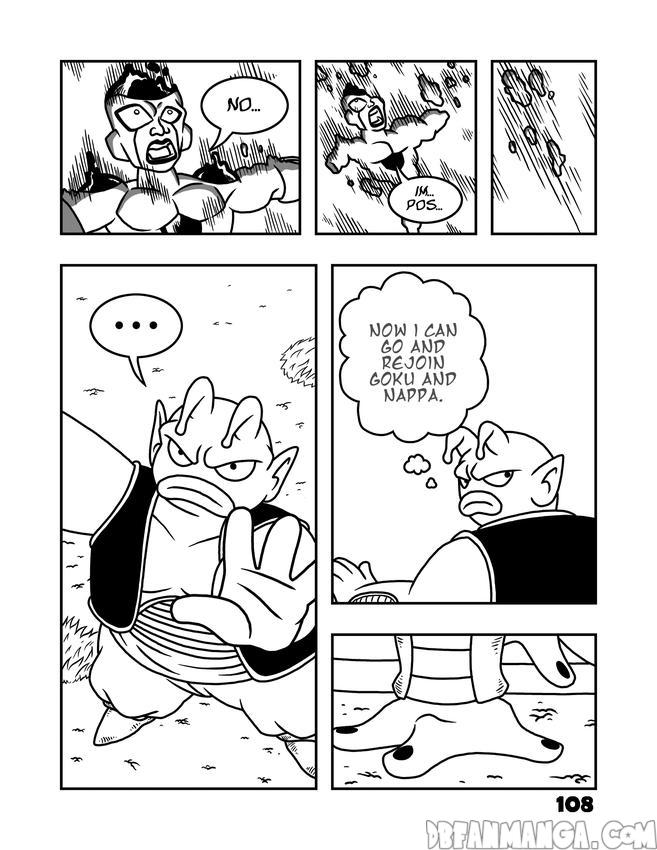 NO...
IM...
POS...
...
NOW I CAN
GO AND
REJOIN
GOKU AND
NAPPA.
108
DBFANMANGA.COM